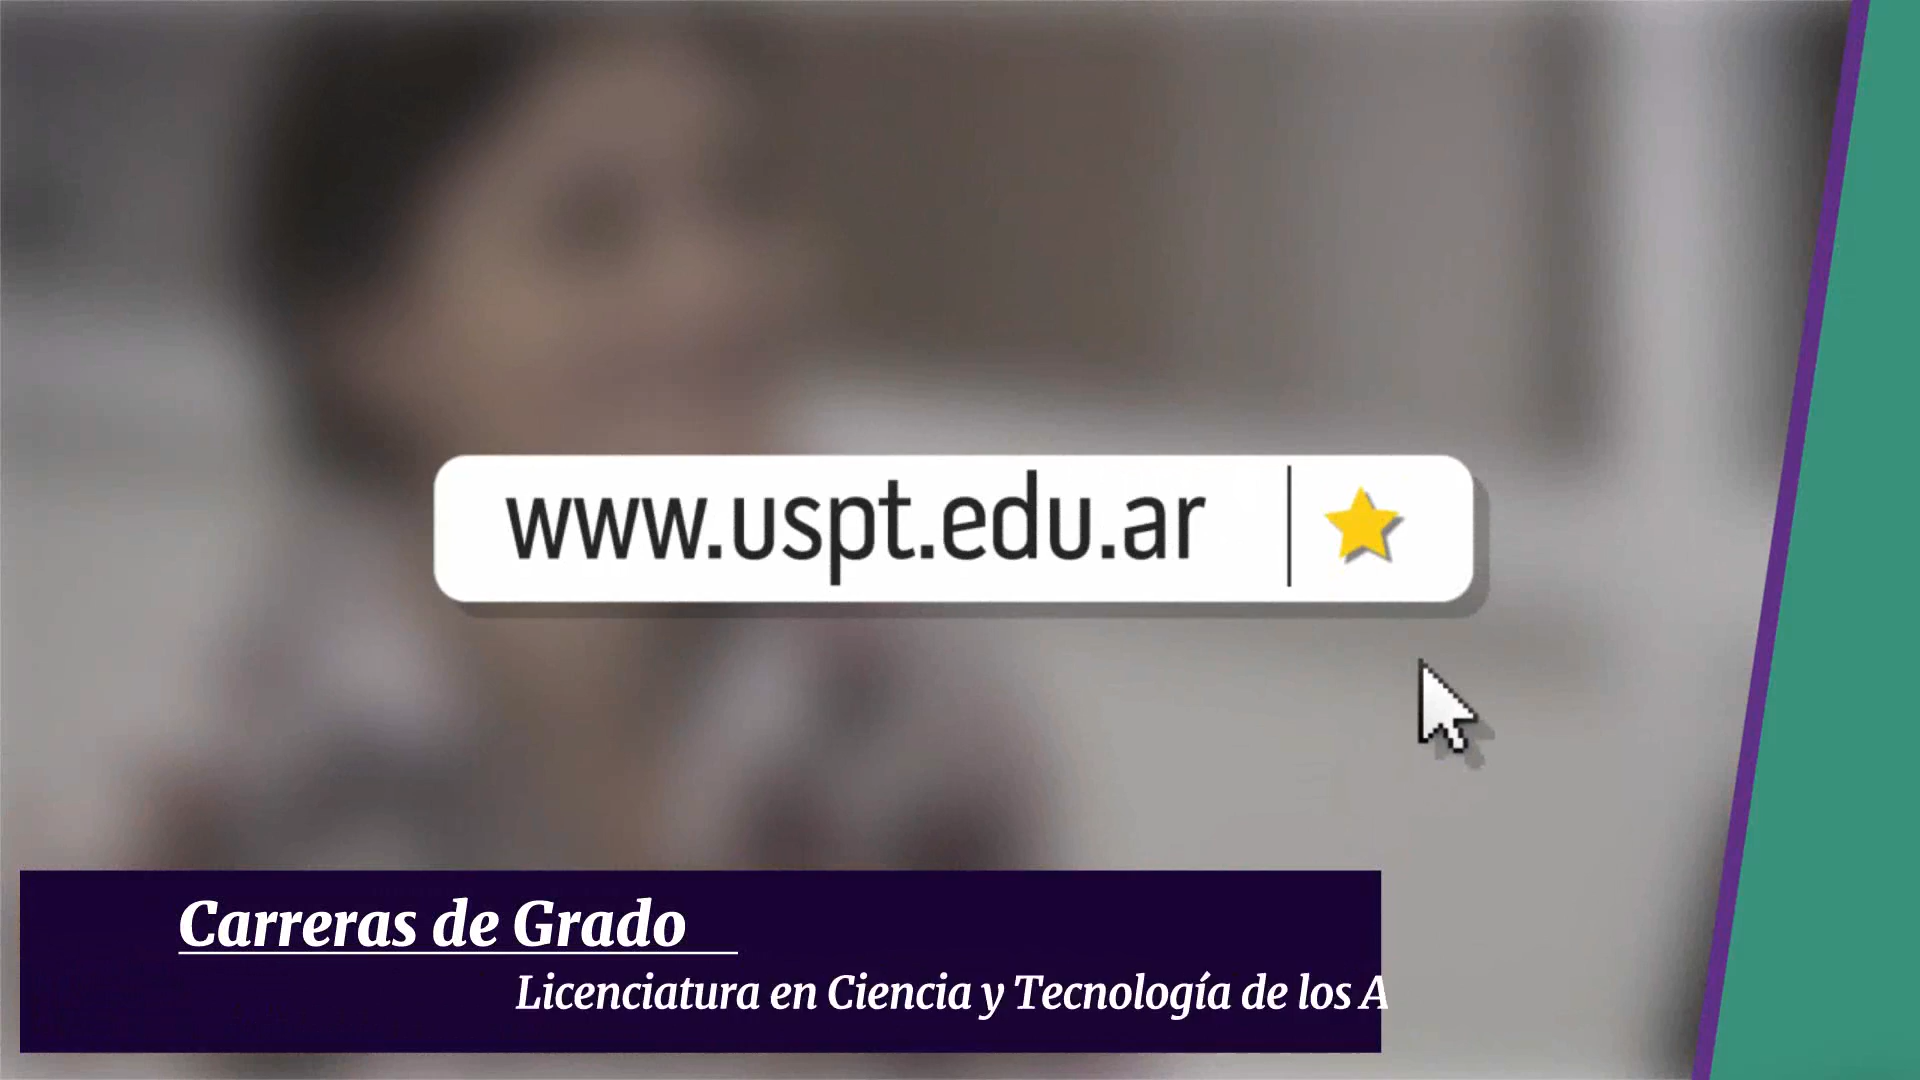 www.uspt.edu.ar
Carreras de Grado
Licenciatura en Ciencia y Tecnología de los A